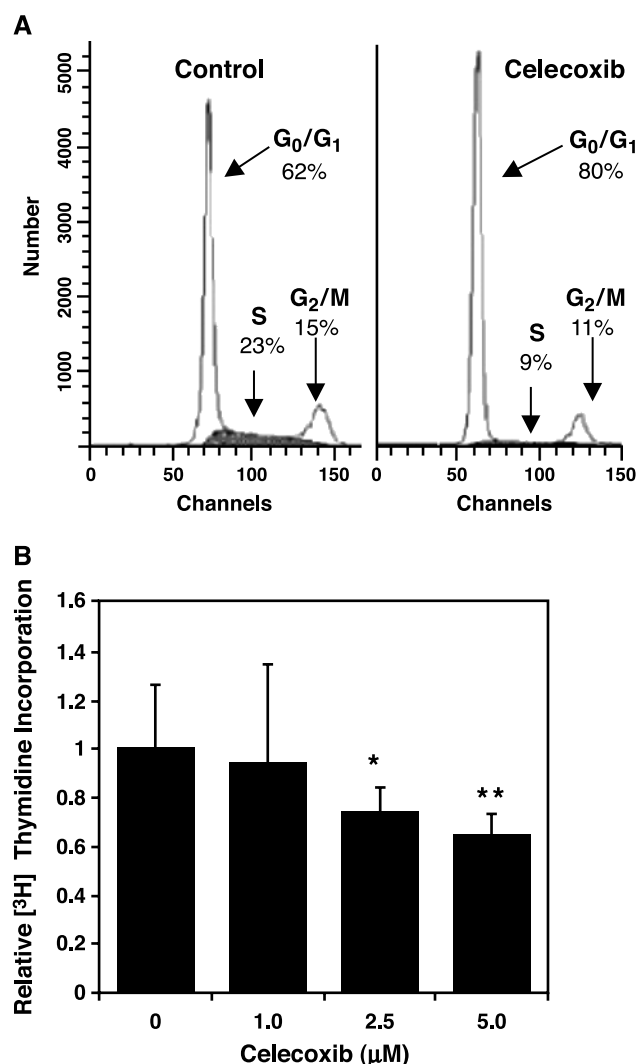 A
Control
Celecoxib
5000
4000
3000
2000
1000
Number
G₀/G₁
62%
S
23%
G₂/M
15%
G₀/G₁
80%
S
9%
G₂/M
11%
0 50 100 150
0 50 100 150
Channels
Channels
B
Relative [³H] Thymidine Incorporation
1.6
1.4
1.2
1
0.8
0.6
0.4
0.2
0
*
**
0 1.0 2.5 5.0
Celecoxib (μM)